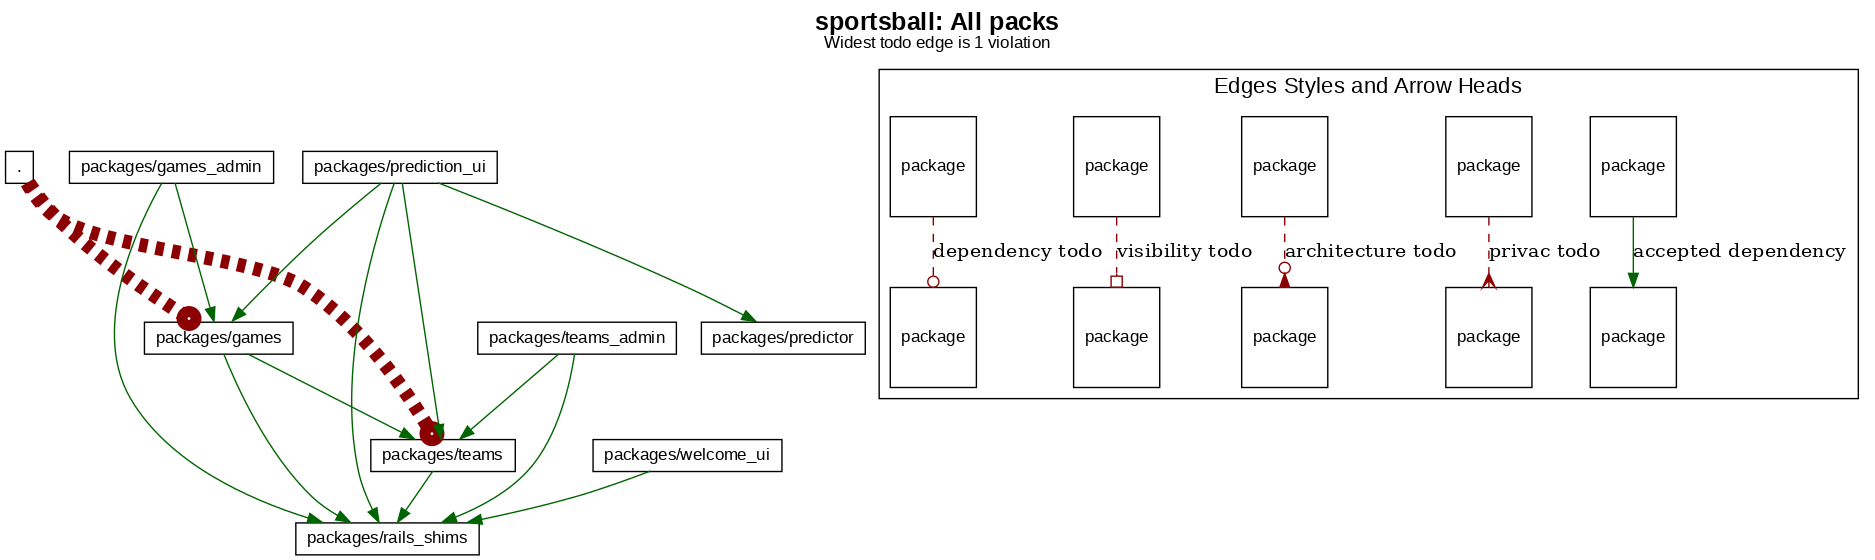 sportsball: All packs
Widest todo edge is 1 violation
Edges Styles and Arrow Heads
package
package
package
package
package
.
packages/games_admin
packages/prediction_ui
dependency todo
visibility todo
architecture todo
privac todo
accepted dependency
packages/games
packages/teams_admin
packages/predictor
package
package
package
package
package
packages/teams
packages/welcome_ui
packages/rails_shims